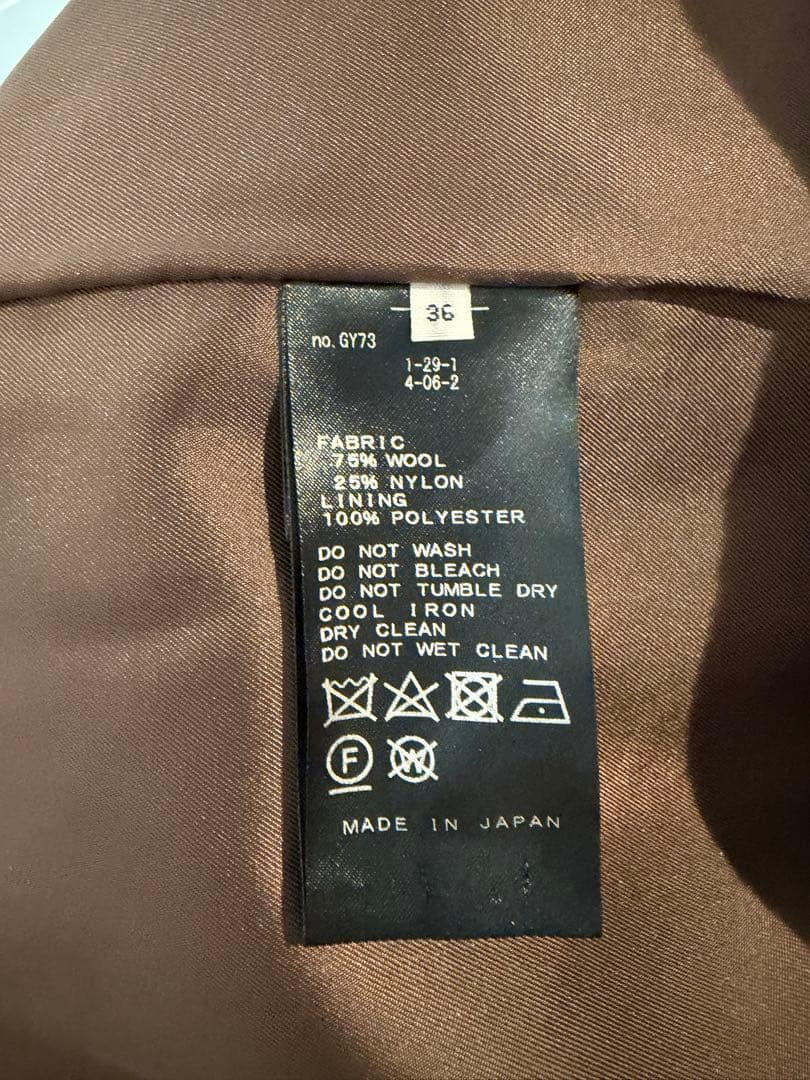 36
no. GY73
1-29-1
4-06-2
FABRIC
75% WOOL
25% NYLON
LINING
100% POLYESTER
DO NOT WASH
DO NOT BLEACH
DO NOT TUMBLE DRY
COOL IRON
DRY CLEAN
DO NOT WET CLEAN
F W
MADE IN JAPAN